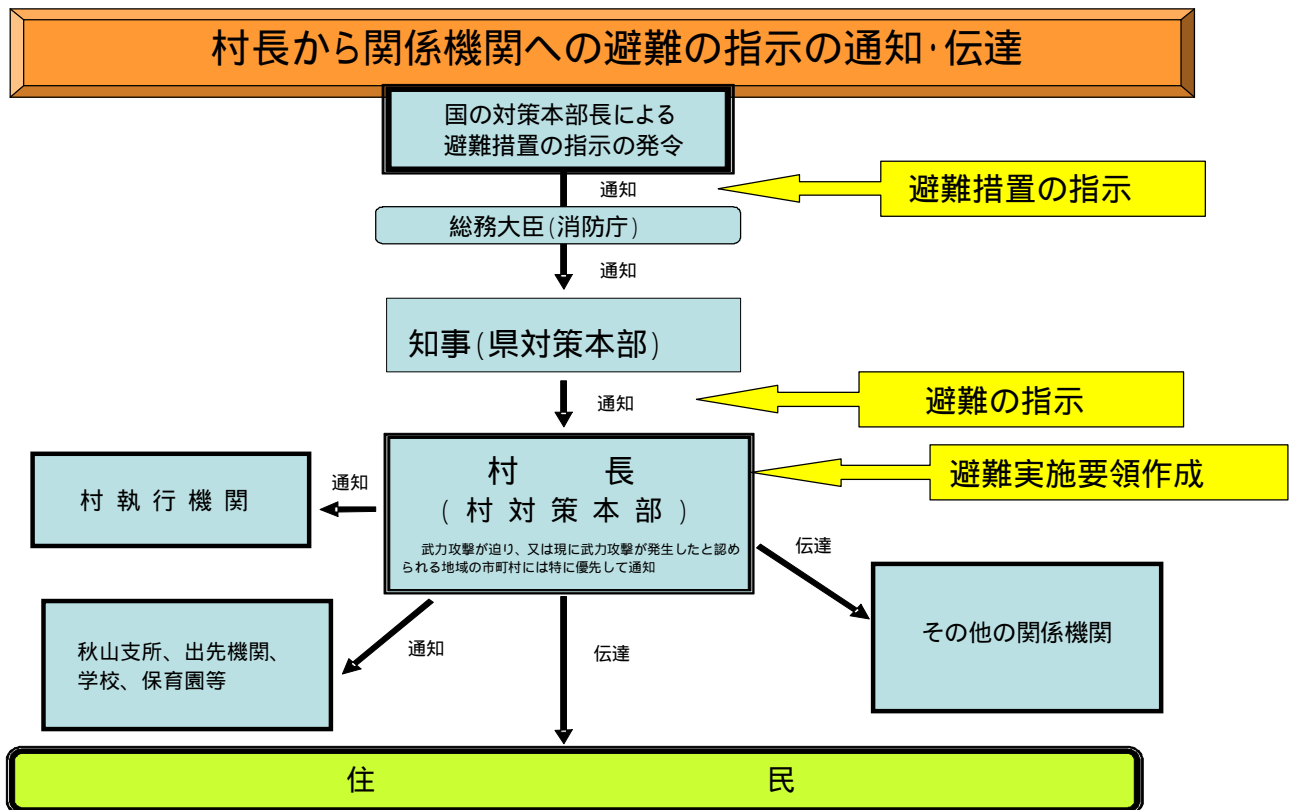 村長から関係機関への避難の指示の通知・伝達
国の対策本部長による
避難措置の指示の発令
通知
避難措置の指示
総務大臣(消防庁)
通知
知事(県対策本部)
通知
避難の指示
村長
(村対策本部)
武力攻撃が迫り、又は現に武力攻撃が発生したと認め
られる地域の市町村には特に優先して通知
避難実施要領作成
村執行機関
通知
伝達
その他の関係機関
秋山支所、出先機関、
学校、保育園等
通知
伝達
住民